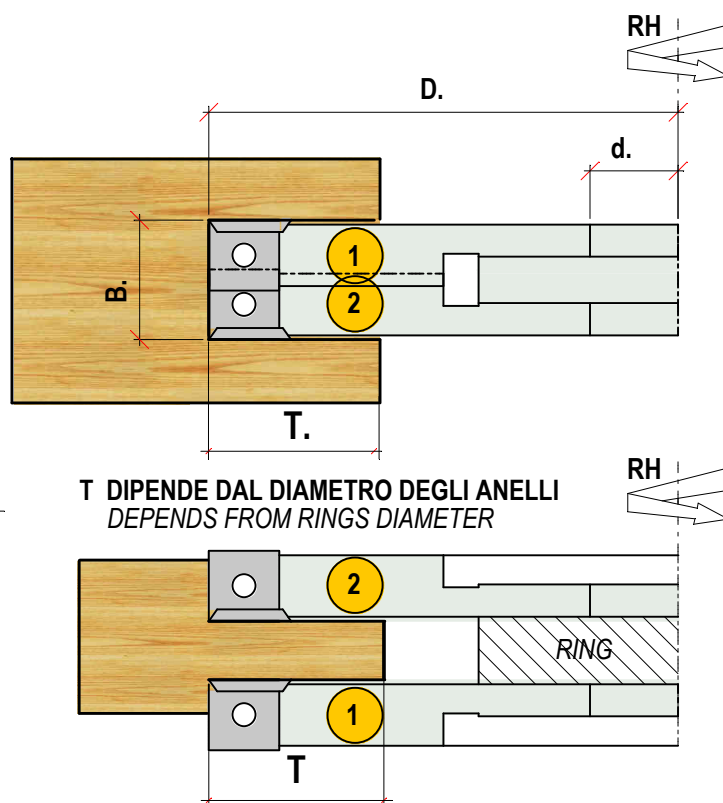 RH
D.
d.
1
B.
2
T.
RH
T DIPENDE DAL DIAMETRO DEGLI ANELLI
DEPENDS FROM RINGS DIAMETER
2
RING
1
T